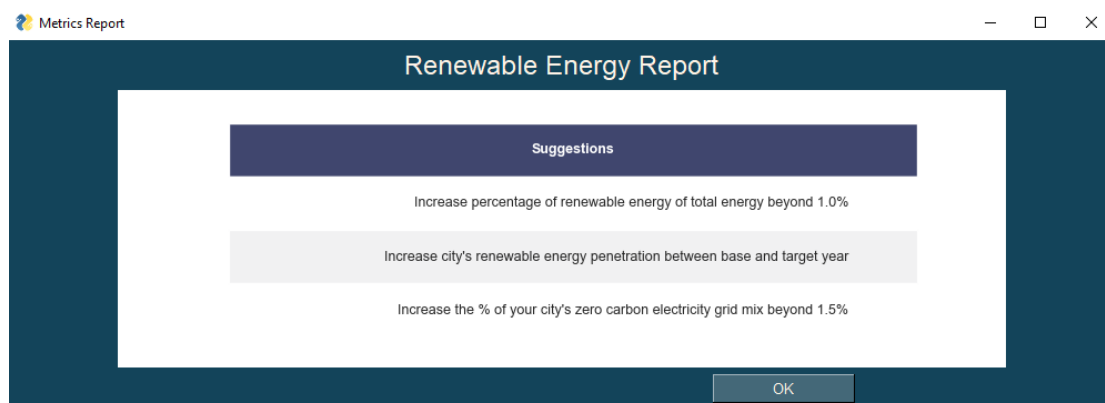 Metrics Report
Renewable Energy Report
Suggestions
Increase percentage of renewable energy of total energy beyond 1.0%
Increase city's renewable energy penetration between base and target year
Increase the % of your city's zero carbon electricity grid mix beyond 1.5%
OK